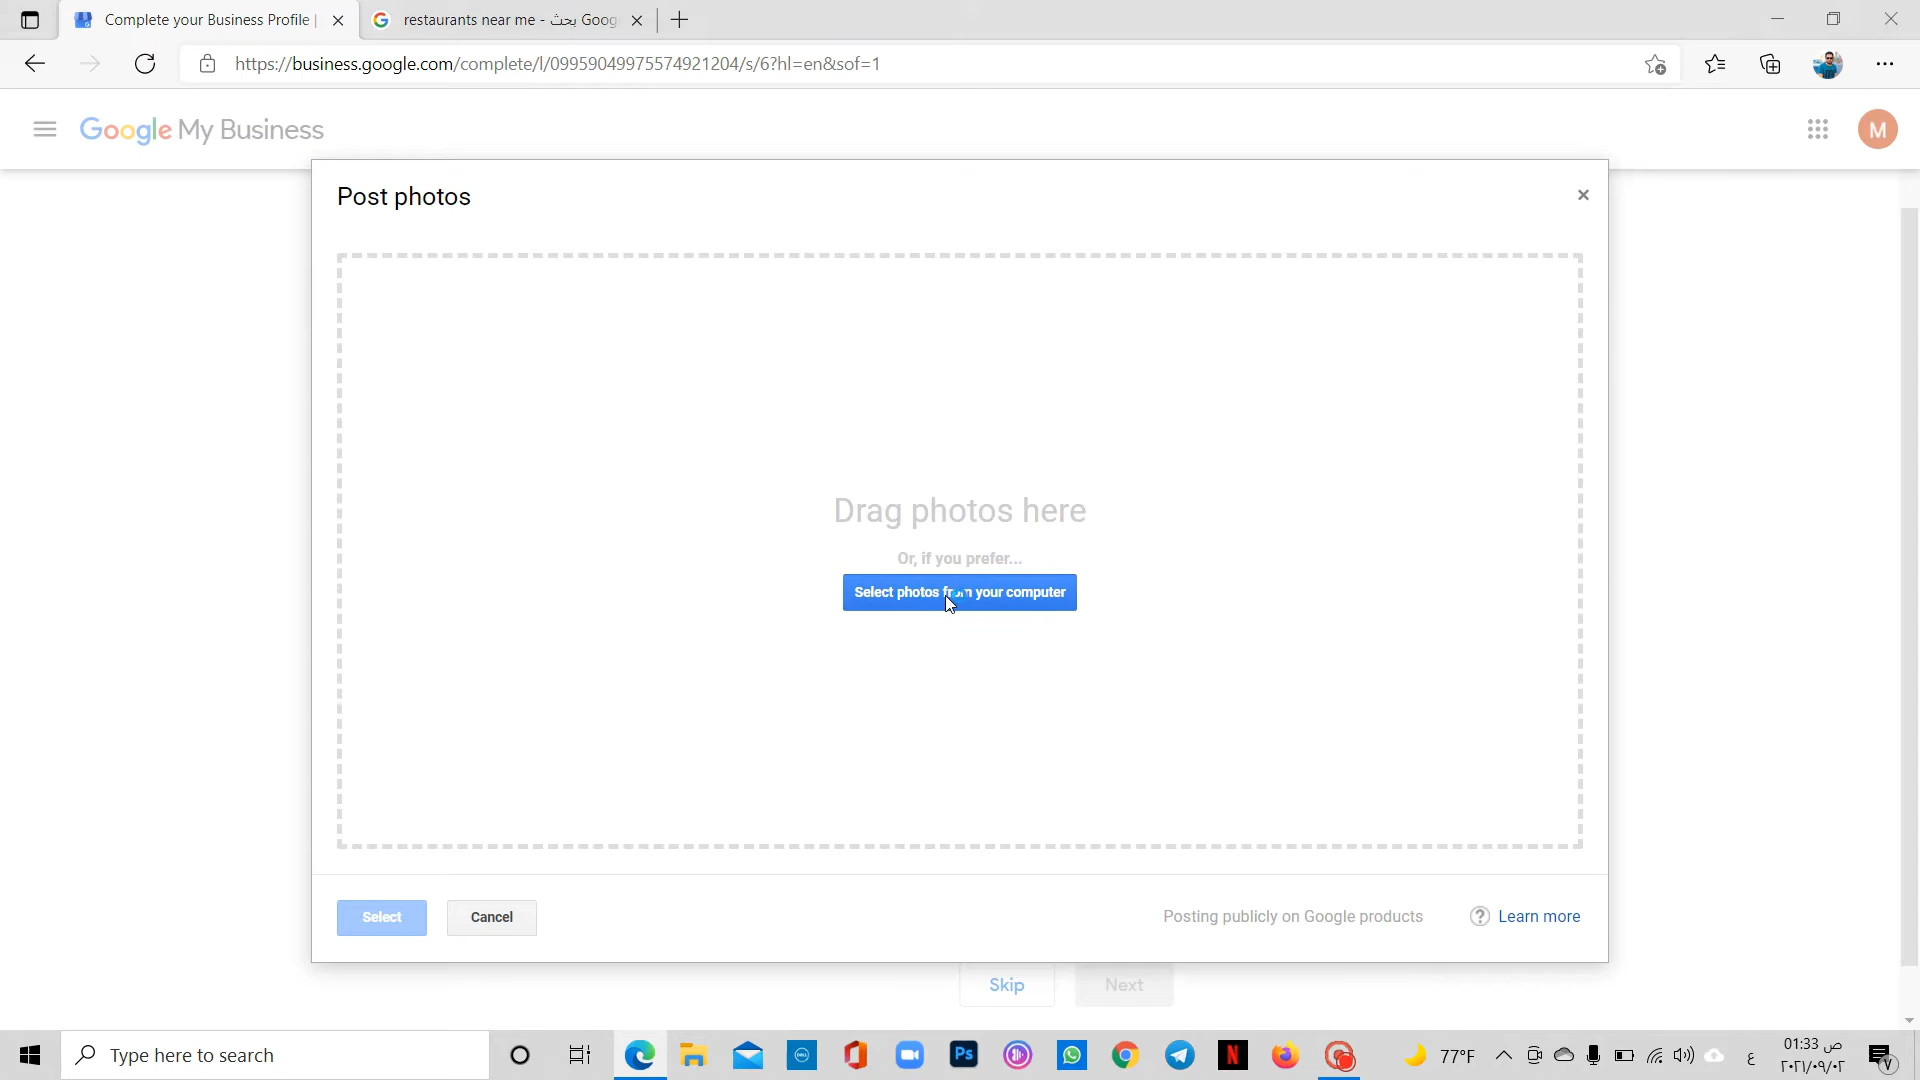 Complete your Business Profile |
restaurants near me - بحث Goog
https://business.google.com/complete/l/09959049975574921204/s/6?hl=en&sof=1
Google My Business
M
Post photos
Drag photos here
Or, if you prefer...
Select photos from your computer
Select
Cancel
Posting publicly on Google products
? Learn more
Skip
Next
Type here to search
DELL
Ps
N
77°F
ع
01:33 ص
٢٠٢١/٠٩/٠٢